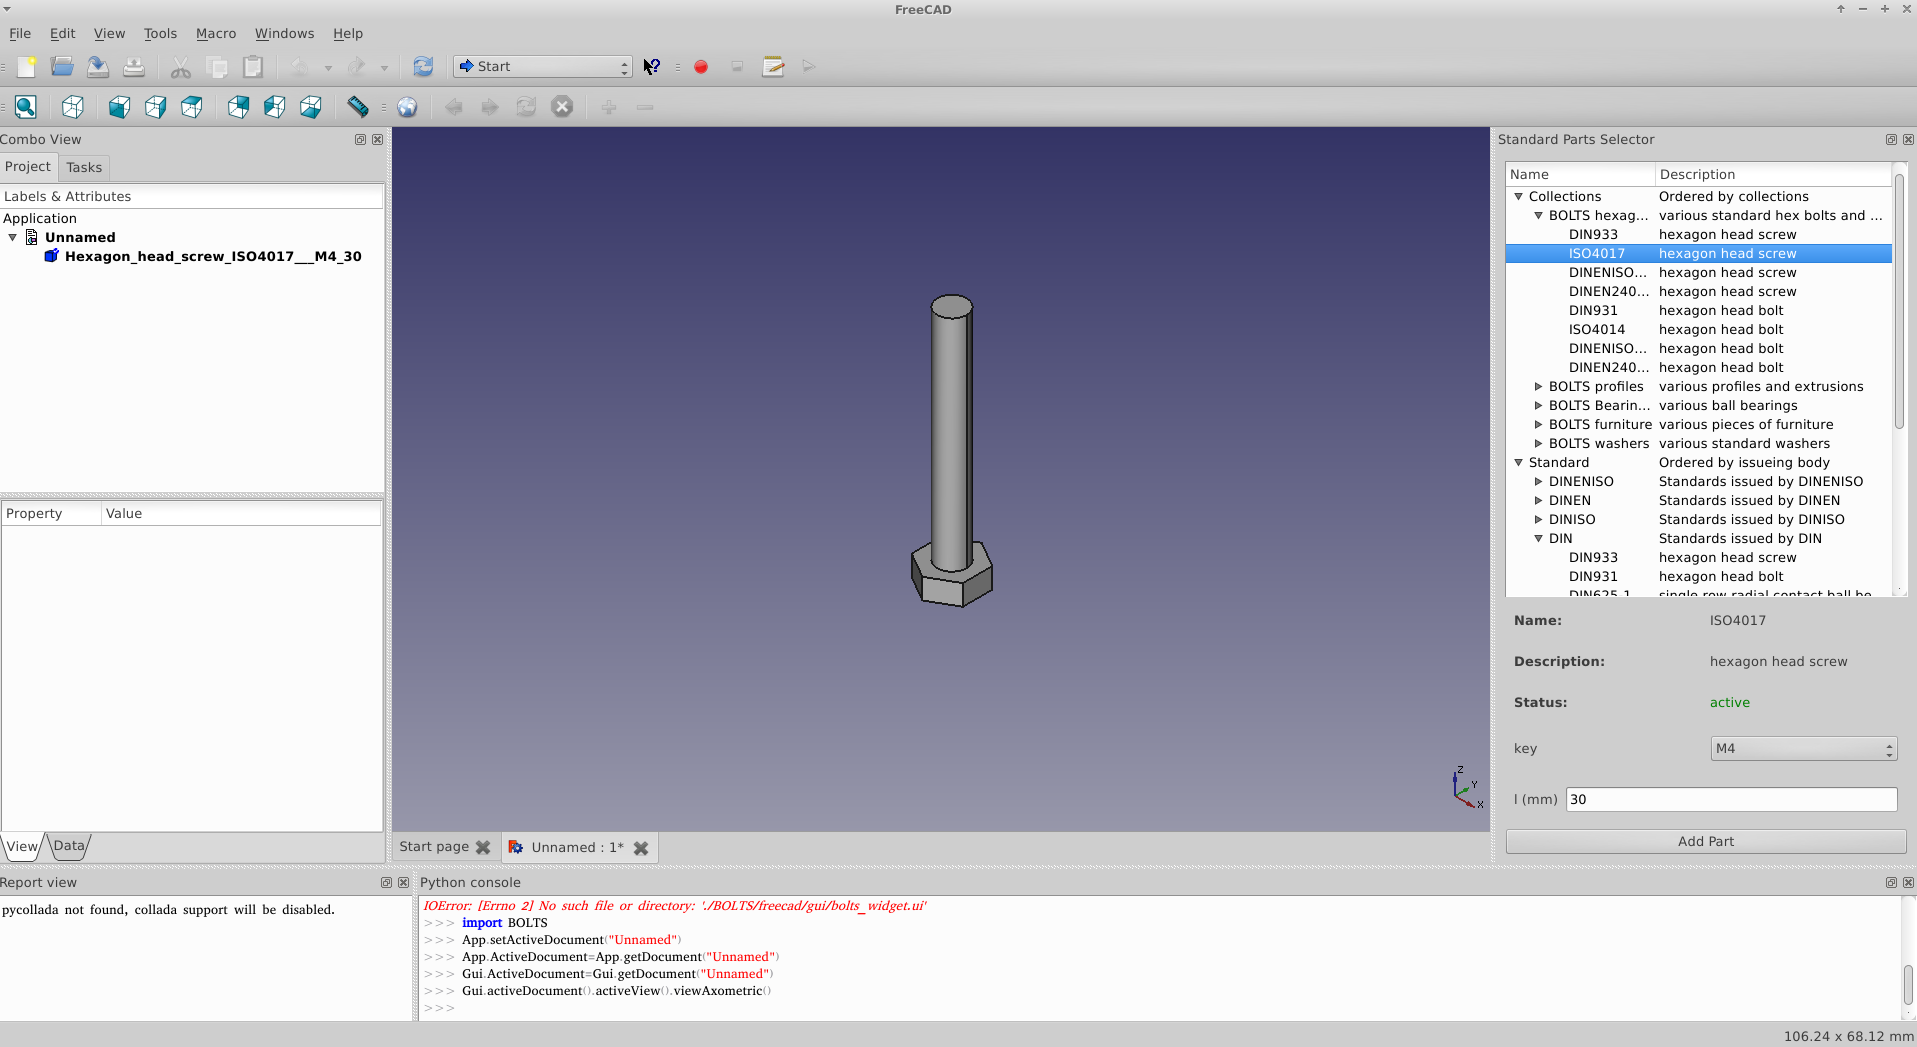 FreeCAD
File Edit View Tools Macro Windows Help
Start
Combo View
Project Tasks
Labels & Attributes
Application
Unnamed
Hexagon_head_screw_ISO4017__M4_30
Property Value
View Data
Z
Y
X
Start page Unnamed : 1*
Standard Parts Selector
Name Description
Collections Ordered by collections
BOLTS hexag... various standard hex bolts and ...
DIN933 hexagon head screw
ISO4017 hexagon head screw
DINENISO... hexagon head screw
DINEN240... hexagon head screw
DIN931 hexagon head bolt
ISO4014 hexagon head bolt
DINENISO... hexagon head bolt
DINEN240... hexagon head bolt
BOLTS profiles various profiles and extrusions
BOLTS Bearin... various ball bearings
BOLTS furniture various pieces of furniture
BOLTS washers various standard washers
Standard Ordered by issueing body
DINENISO Standards issued by DINENISO
DINEN Standards issued by DINEN
DINISO Standards issued by DINISO
DIN Standards issued by DIN
DIN933 hexagon head screw
DIN931 hexagon head bolt
DIN625-1 single row radial contact ball be...
Name: ISO4017
Description: hexagon head screw
Status: active
key M4
l (mm) 30
Add Part
Report view
pycollada not found, collada support will be disabled.
Python console
IOError: [Errno 2] No such file or directory: './BOLTS/freecad/gui/bolts_widget.ui'
>>> import BOLTS
>>> App.setActiveDocument("Unnamed")
>>> App.ActiveDocument=App.getDocument("Unnamed")
>>> Gui.ActiveDocument=Gui.getDocument("Unnamed")
>>> Gui.activeDocument().activeView().viewAxometric()
>>>
106.24 x 68.12 mm